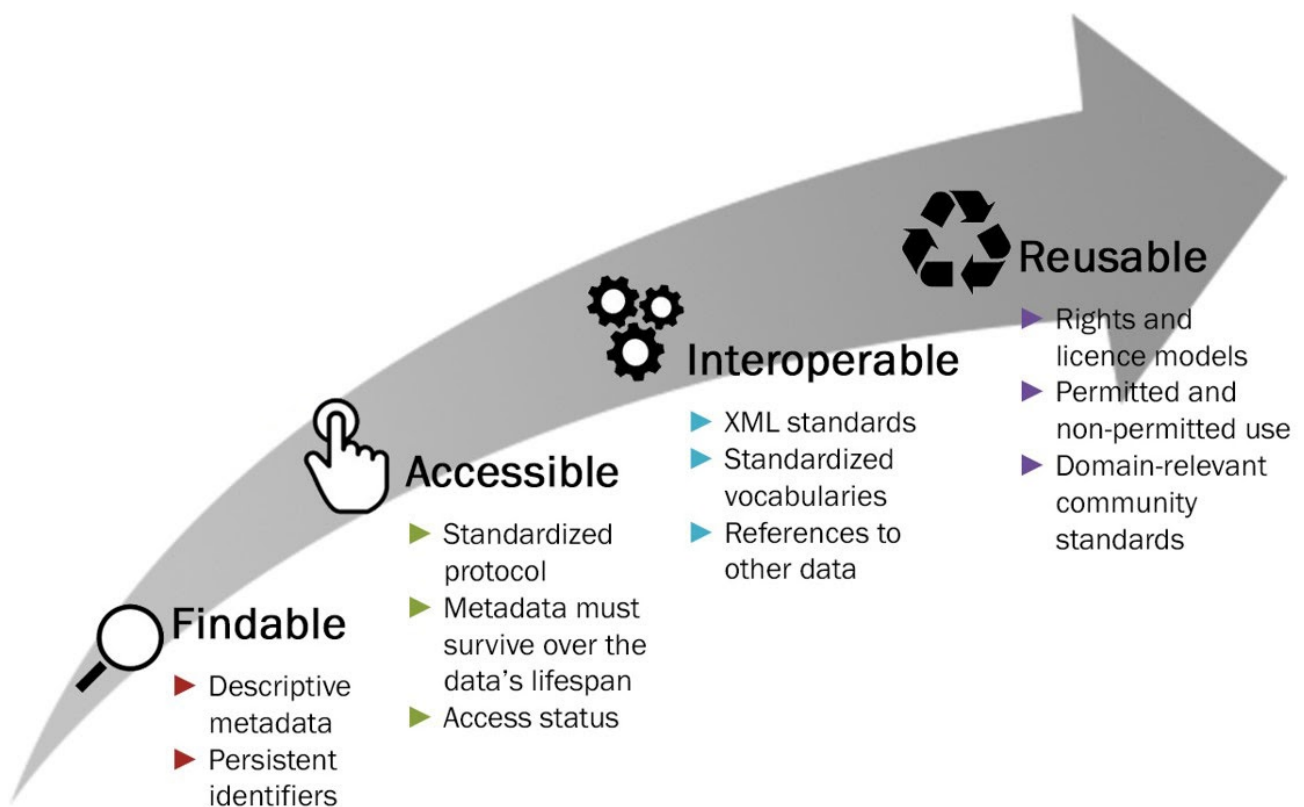 Findable
Descriptive
metadata
Persistent
identifiers
Accessible
Standardized
protocol
Metadata must
survive over the
data’s lifespan
Access status
Interoperable
XML standards
Standardized
vocabularies
References to
other data
Reusable
Rights and
licence models
Permitted and
non-permitted use
Domain-relevant
community
standards